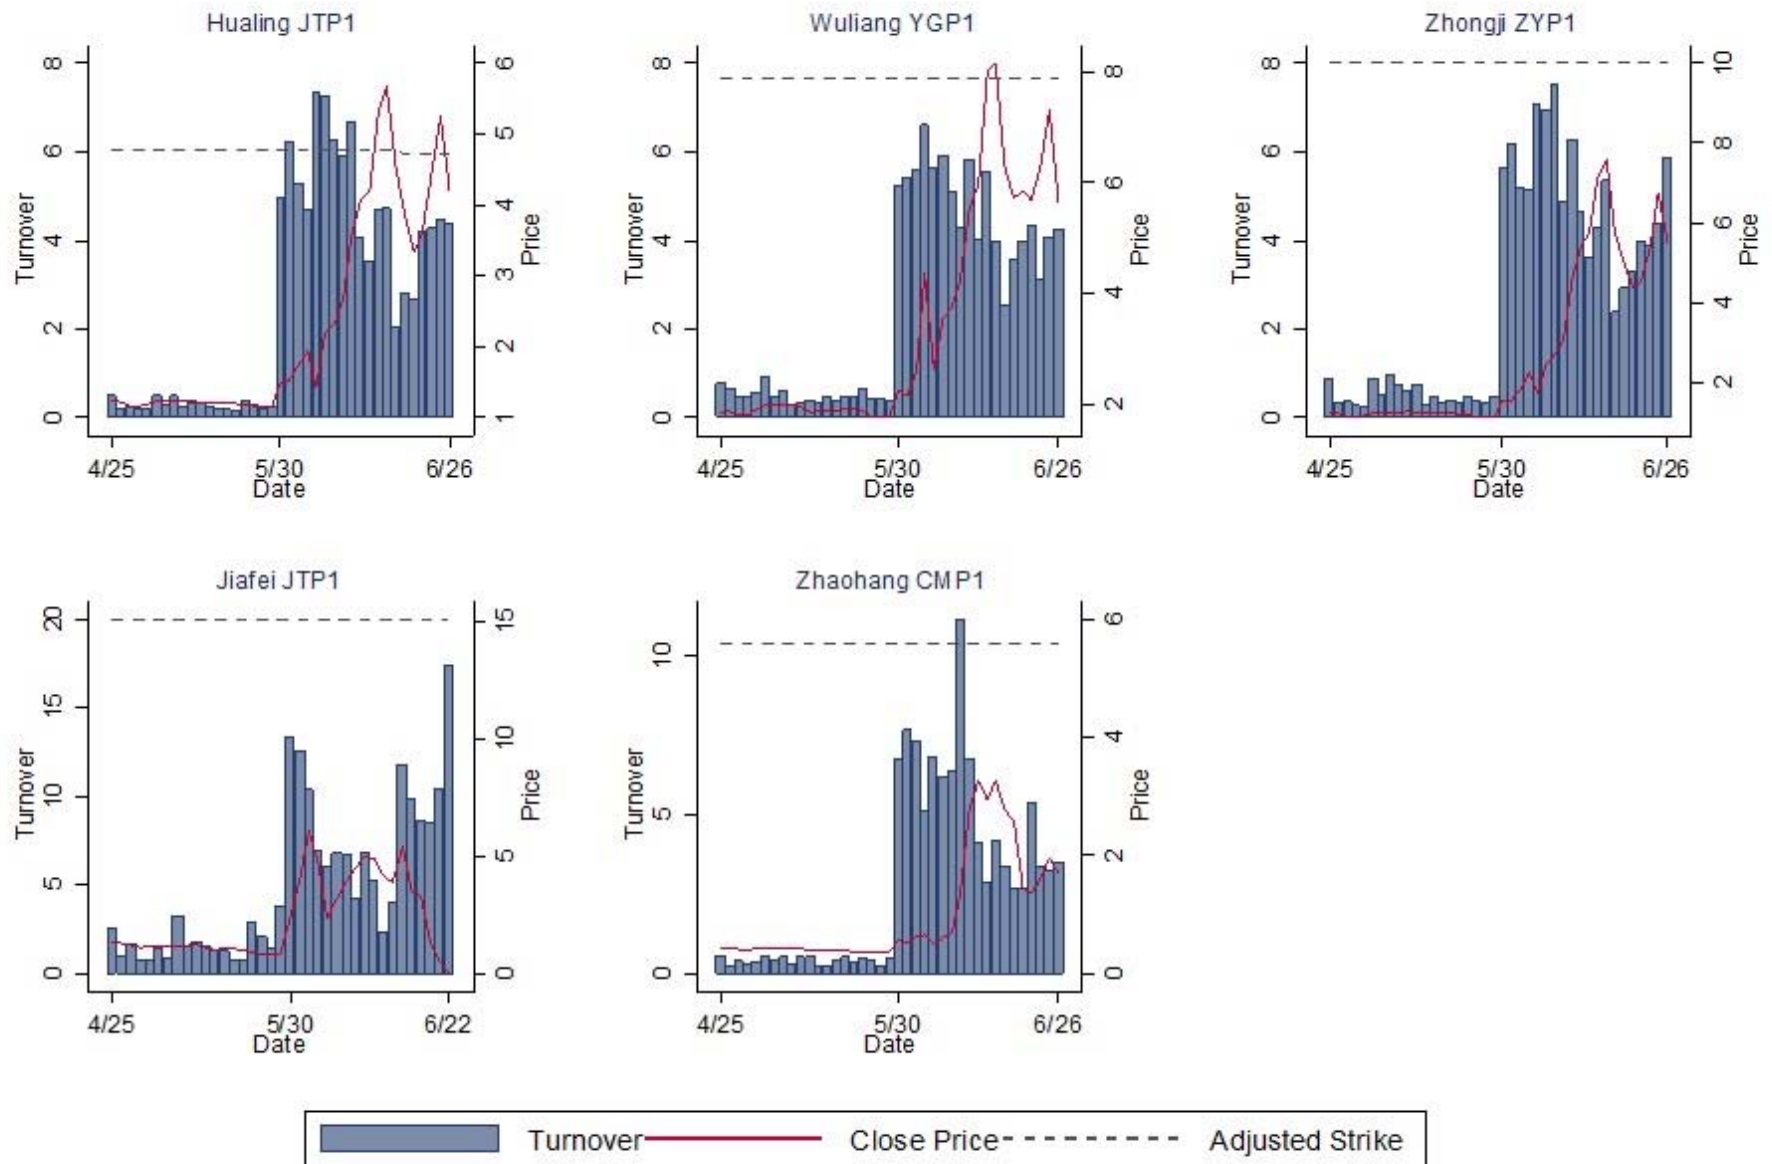 Hualing JTP1
Wuliang YGP1
Zhongji ZYP1
Turnover
0 2 4 6 8
1 2 3 4 5 6
Price
4/25 5/30 6/26
Date
Turnover
0 2 4 6 8
2 4 6 8
Price
4/25 5/30 6/26
Date
Turnover
0 2 4 6 8
2 4 6 8 10
Price
4/25 5/30 6/26
Date
Jiafei JTP1
Zhaohang CMP1
Turnover
0 5 10 15 20
0 5 10 15
Price
4/25 5/30 6/22
Date
Turnover
0 5 10
0 2 4 6
Price
4/25 5/30 6/26
Date
Turnover Close Price Adjusted Strike